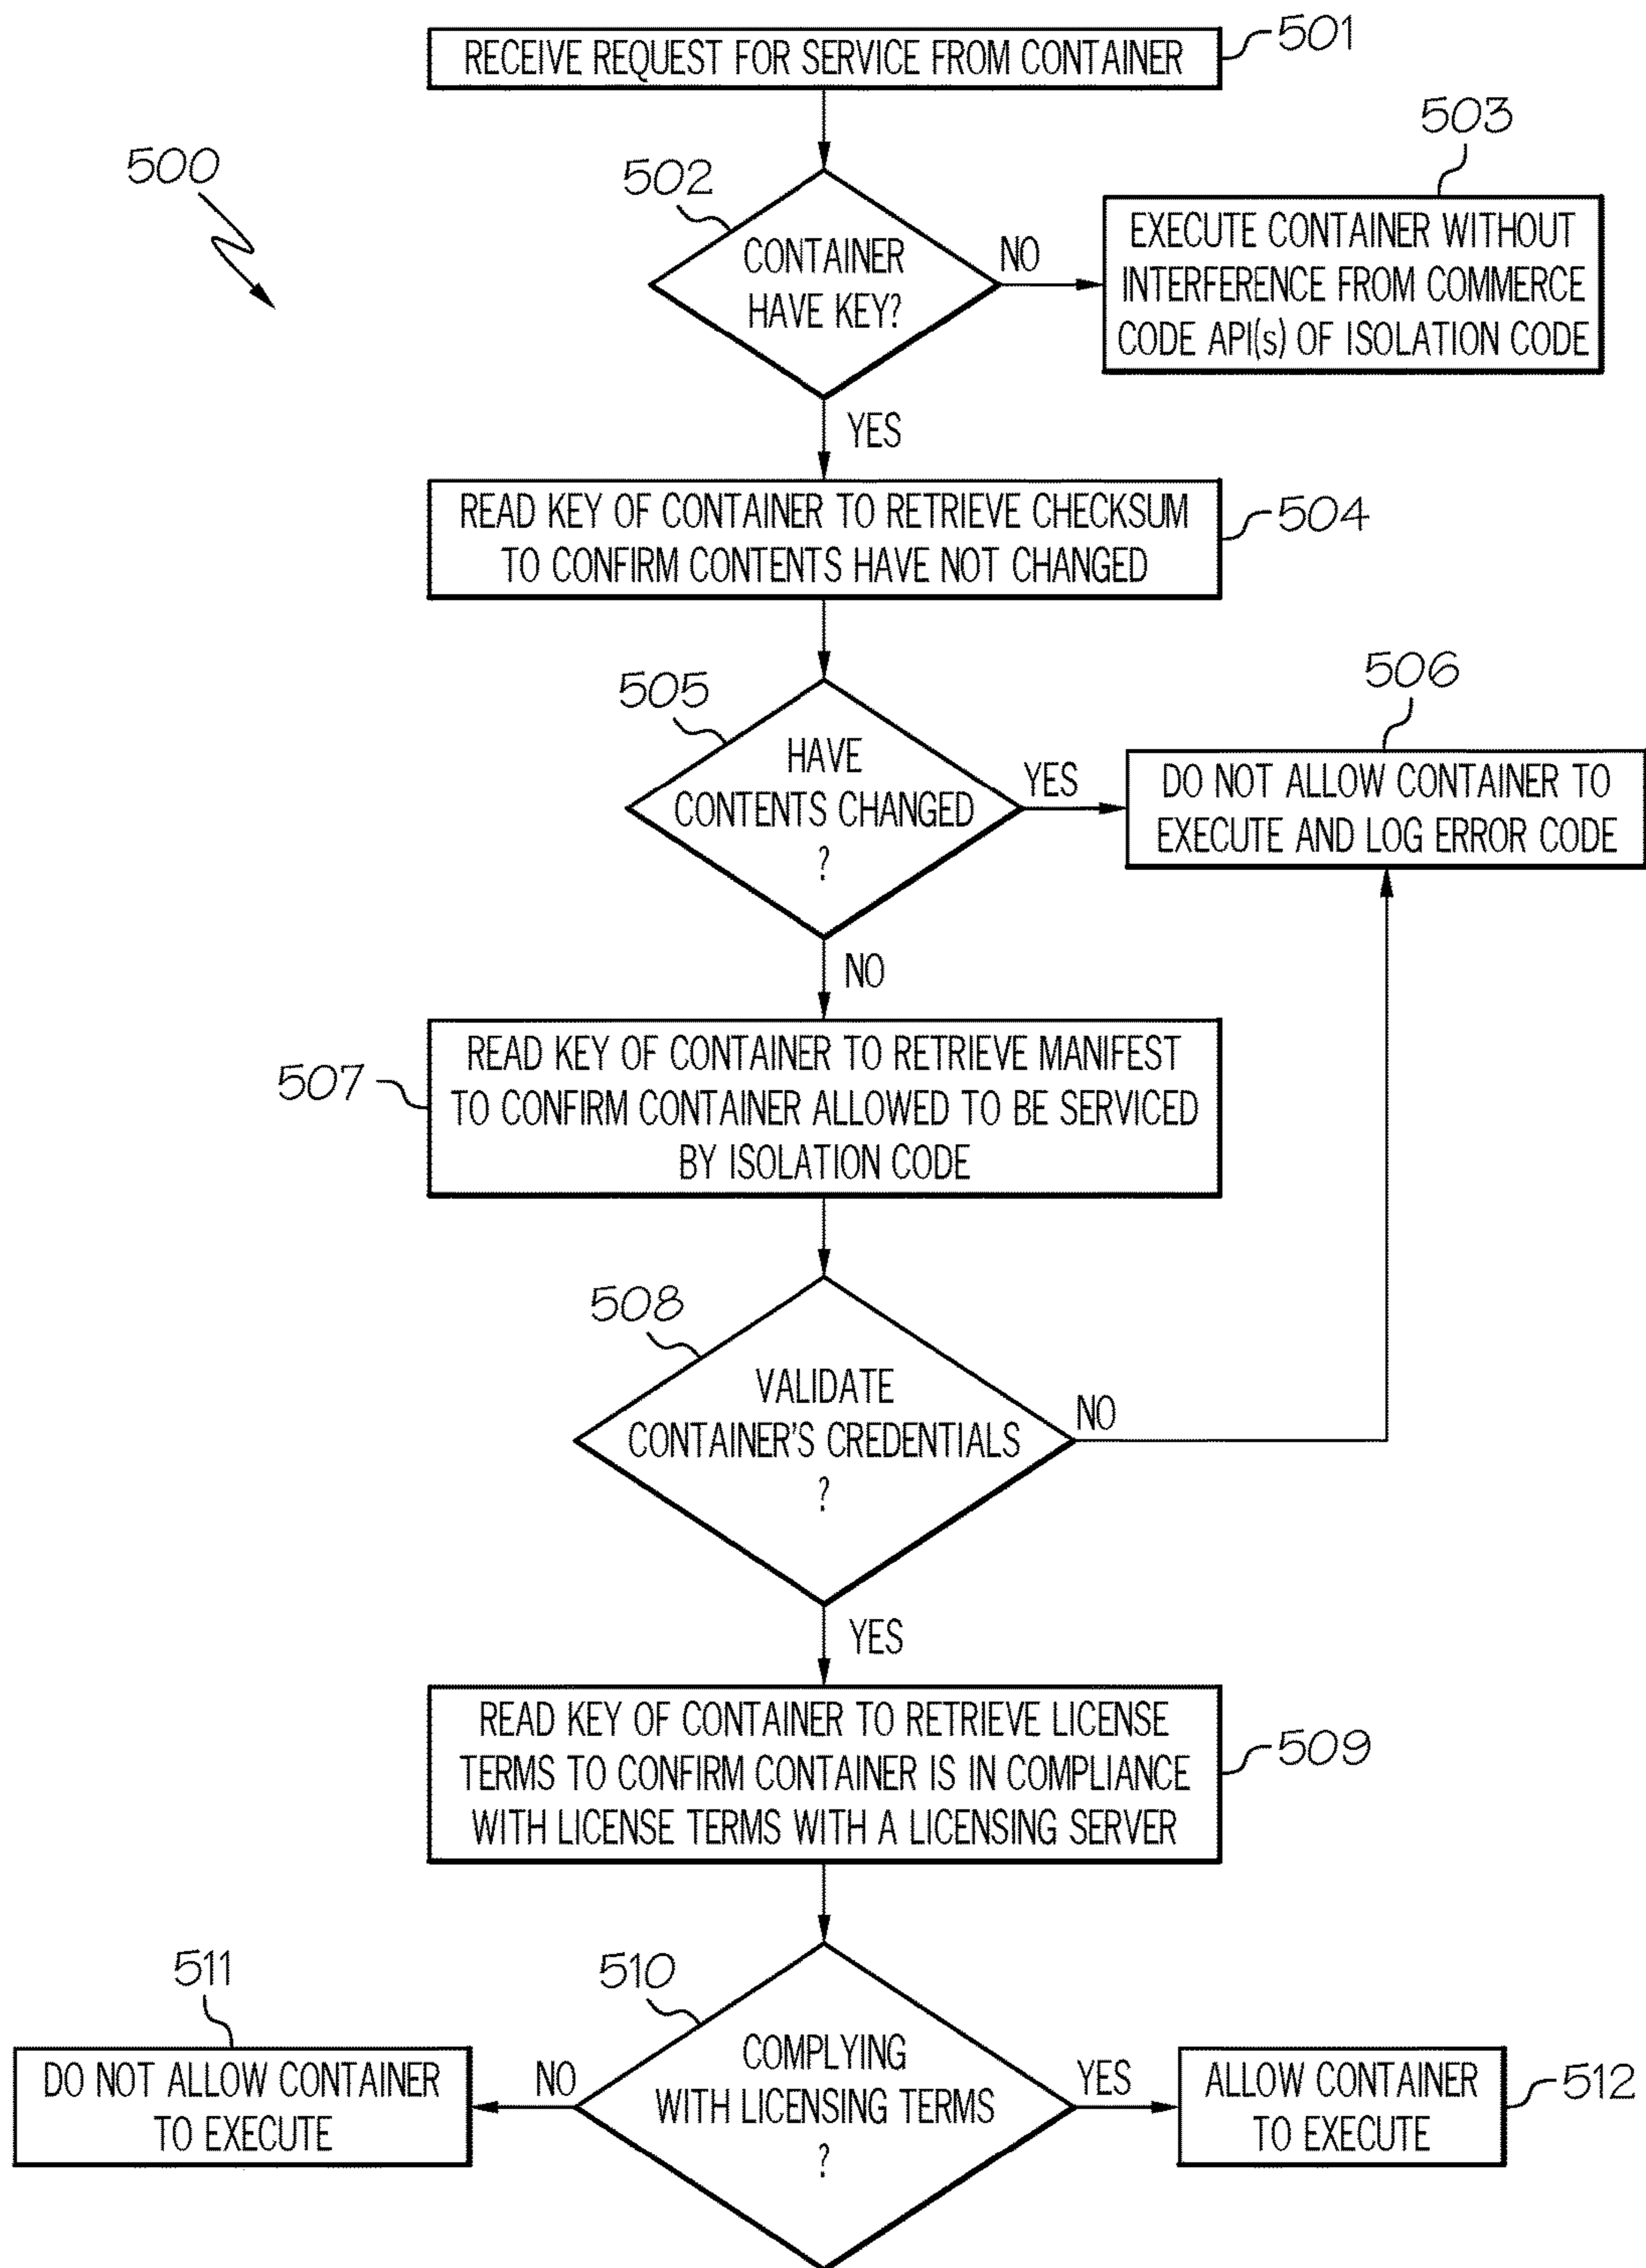 RECEIVE REQUEST FOR SERVICE FROM CONTAINER
501
500
502
CONTAINER
HAVE KEY?
NO
503
EXECUTE CONTAINER WITHOUT
INTERFERENCE FROM COMMERCE
CODE API(s) OF ISOLATION CODE
YES
READ KEY OF CONTAINER TO RETRIEVE CHECKSUM
TO CONFIRM CONTENTS HAVE NOT CHANGED
504
505
HAVE
CONTENTS CHANGED
?
YES
506
DO NOT ALLOW CONTAINER TO
EXECUTE AND LOG ERROR CODE
NO
507
READ KEY OF CONTAINER TO RETRIEVE MANIFEST
TO CONFIRM CONTAINER ALLOWED TO BE SERVICED
BY ISOLATION CODE
508
VALIDATE
CONTAINER'S CREDENTIALS
?
NO
YES
READ KEY OF CONTAINER TO RETRIEVE LICENSE
TERMS TO CONFIRM CONTAINER IS IN COMPLIANCE
WITH LICENSE TERMS WITH A LICENSING SERVER
509
510
COMPLYING
WITH LICENSING TERMS
?
NO
511
DO NOT ALLOW CONTAINER
TO EXECUTE
YES
ALLOW CONTAINER
TO EXECUTE
512